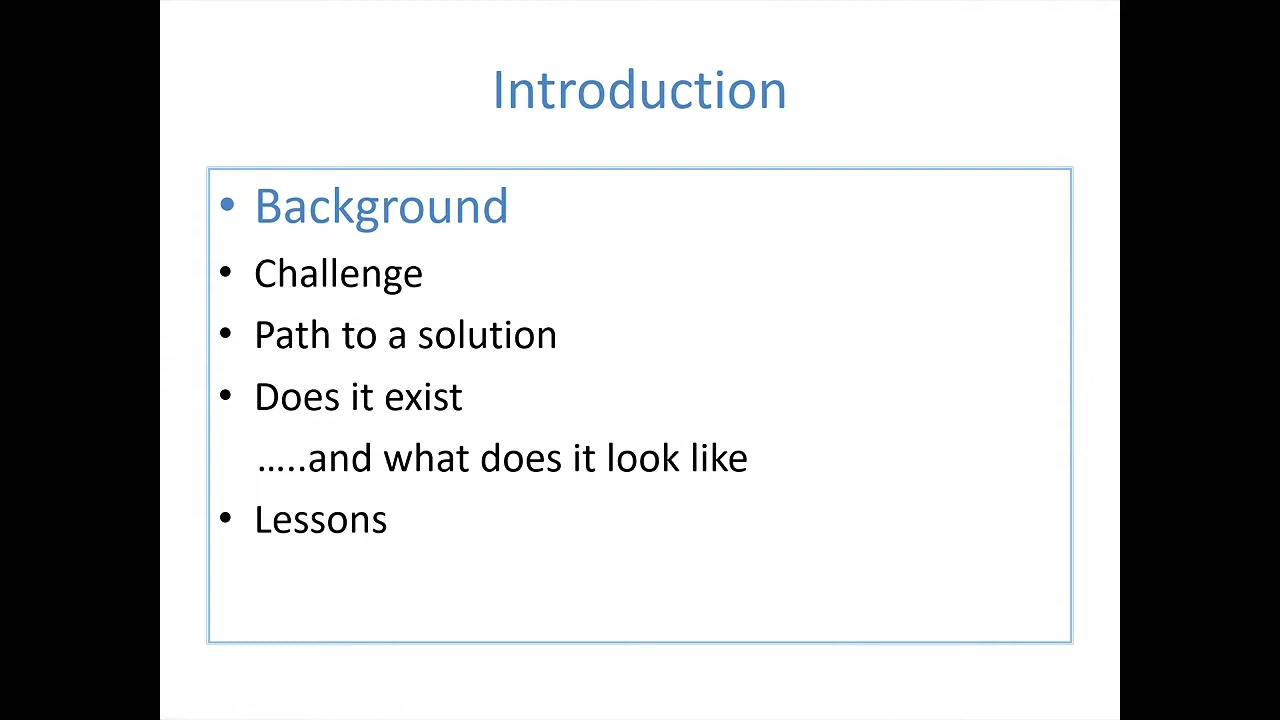 Introduction
• Background
• Challenge
• Path to a solution
• Does it exist
…..and what does it look like
• Lessons